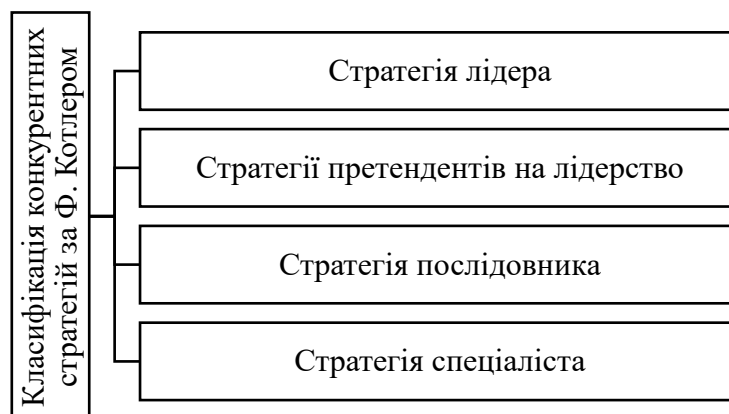 Класифікація конкурентних
стратегій за Ф. Котлером
Стратегія лідера
Стратегії претендентів на лідерство
Стратегія послідовника
Стратегія спеціаліста